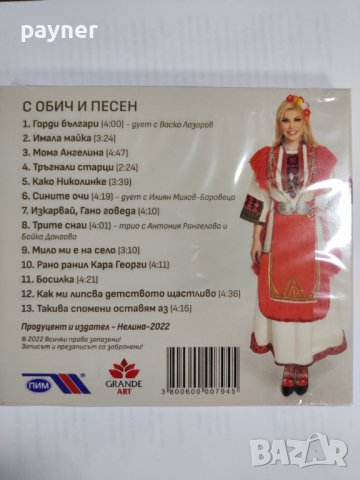 payner
С ОБИЧ И ПЕСЕН
1. Горди българи (4:00) - дует с Васко Лазаров
2. Имала майка (3:24)
3. Мома Ангелина (4:47)
4. Тръгнали старци (2:24)
5. Како Николинке (3:39)
6. Сините очи (4:19) - дует с Илиян Михов-Баровеца
7. Изкарвай, Гано говеда (4:10)
8. Трите снаи (4:01) - трио с Антония Рангелова и
Бойка Дангова
9. Мило ми е на село (3:10)
10. Рано ранил Кара Георги (4:11)
11. Босилка (4:21)
12. Как ми липсва детството щастливо (4:36)
13. Такива спомени оставям аз (4:16)
Продуцент и издател - Нелина-2022
© 2022 Всички права запазени!
Записът и презаписът са забранени!
ПИМ
GRANDE
ART
3 800600 007945
BAZAR